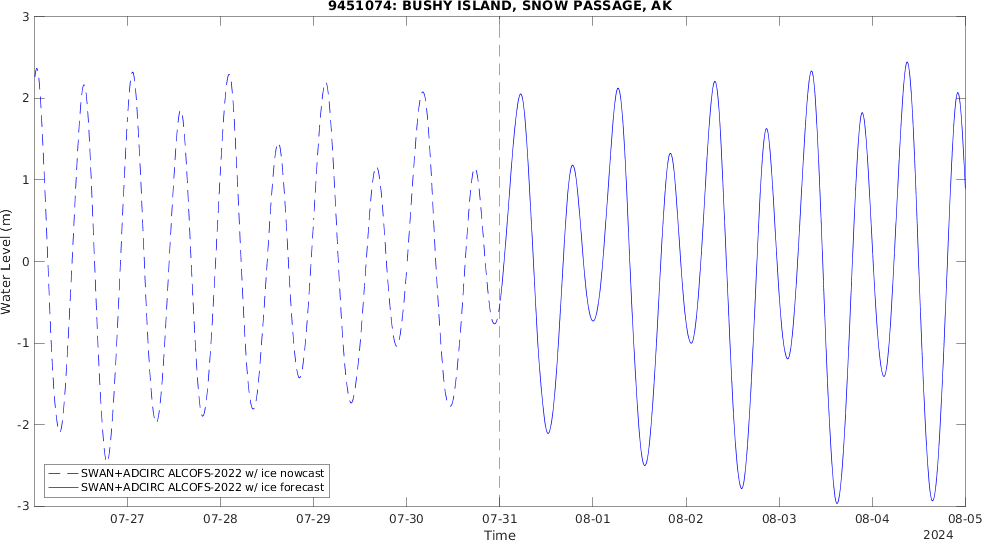 9451074: BUSHY ISLAND, SNOW PASSAGE, AK
3
2
1
0
-1
-2
-3
Water Level (m)
SWAN+ADCIRC ALCOFS-2022 w/ ice nowcast
SWAN+ADCIRC ALCOFS-2022 w/ ice forecast
07-27 07-28 07-29 07-30 07-31 08-01 08-02 08-03 08-04 08-05
Time
2024